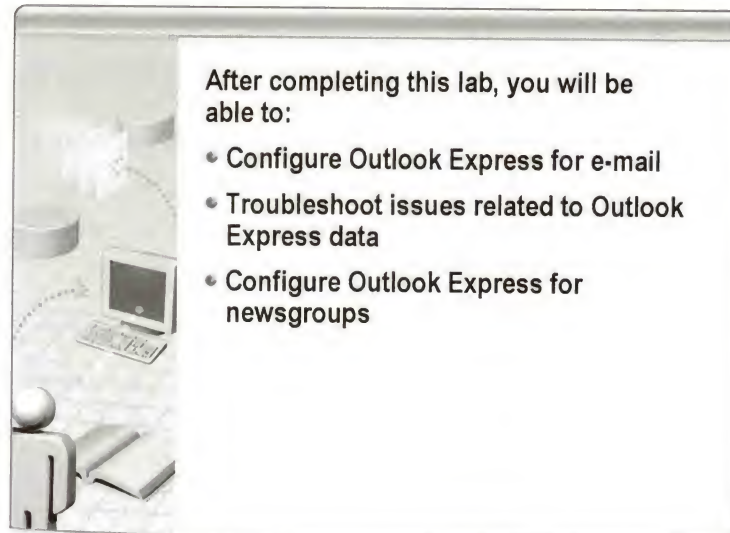 After completing this lab, you will be
able to:
• Configure Outlook Express for e-mail
• Troubleshoot issues related to Outlook
Express data
• Configure Outlook Express for
newsgroups